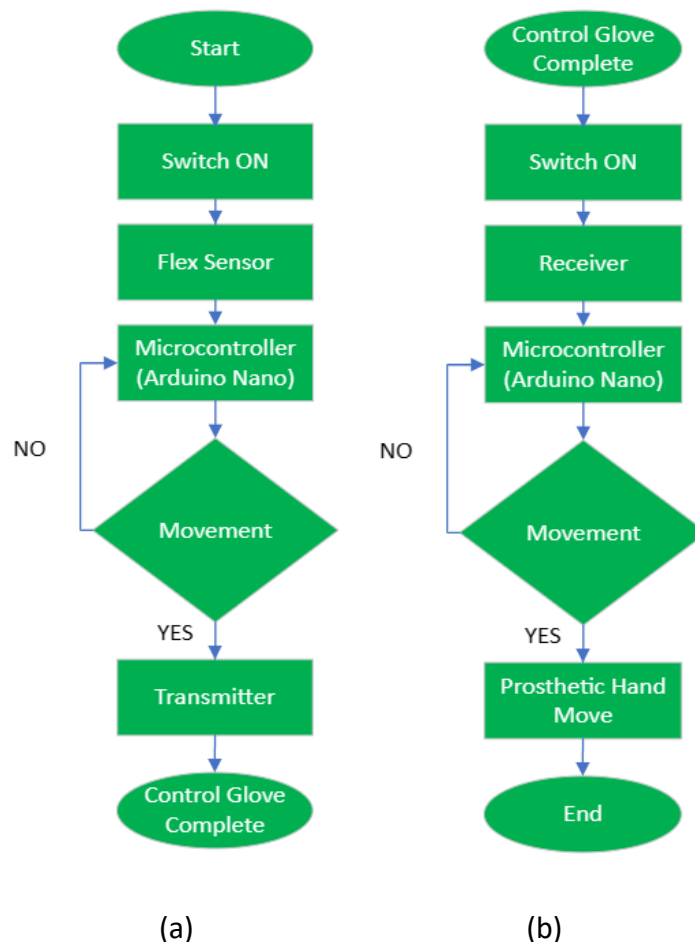 Start
Switch ON
Flex Sensor
Microcontroller
(Arduino Nano)
NO
Movement
YES
Transmitter
Control Glove
Complete
(a)
Control Glove
Complete
Switch ON
Receiver
Microcontroller
(Arduino Nano)
NO
Movement
YES
Prosthetic Hand
Move
End
(b)